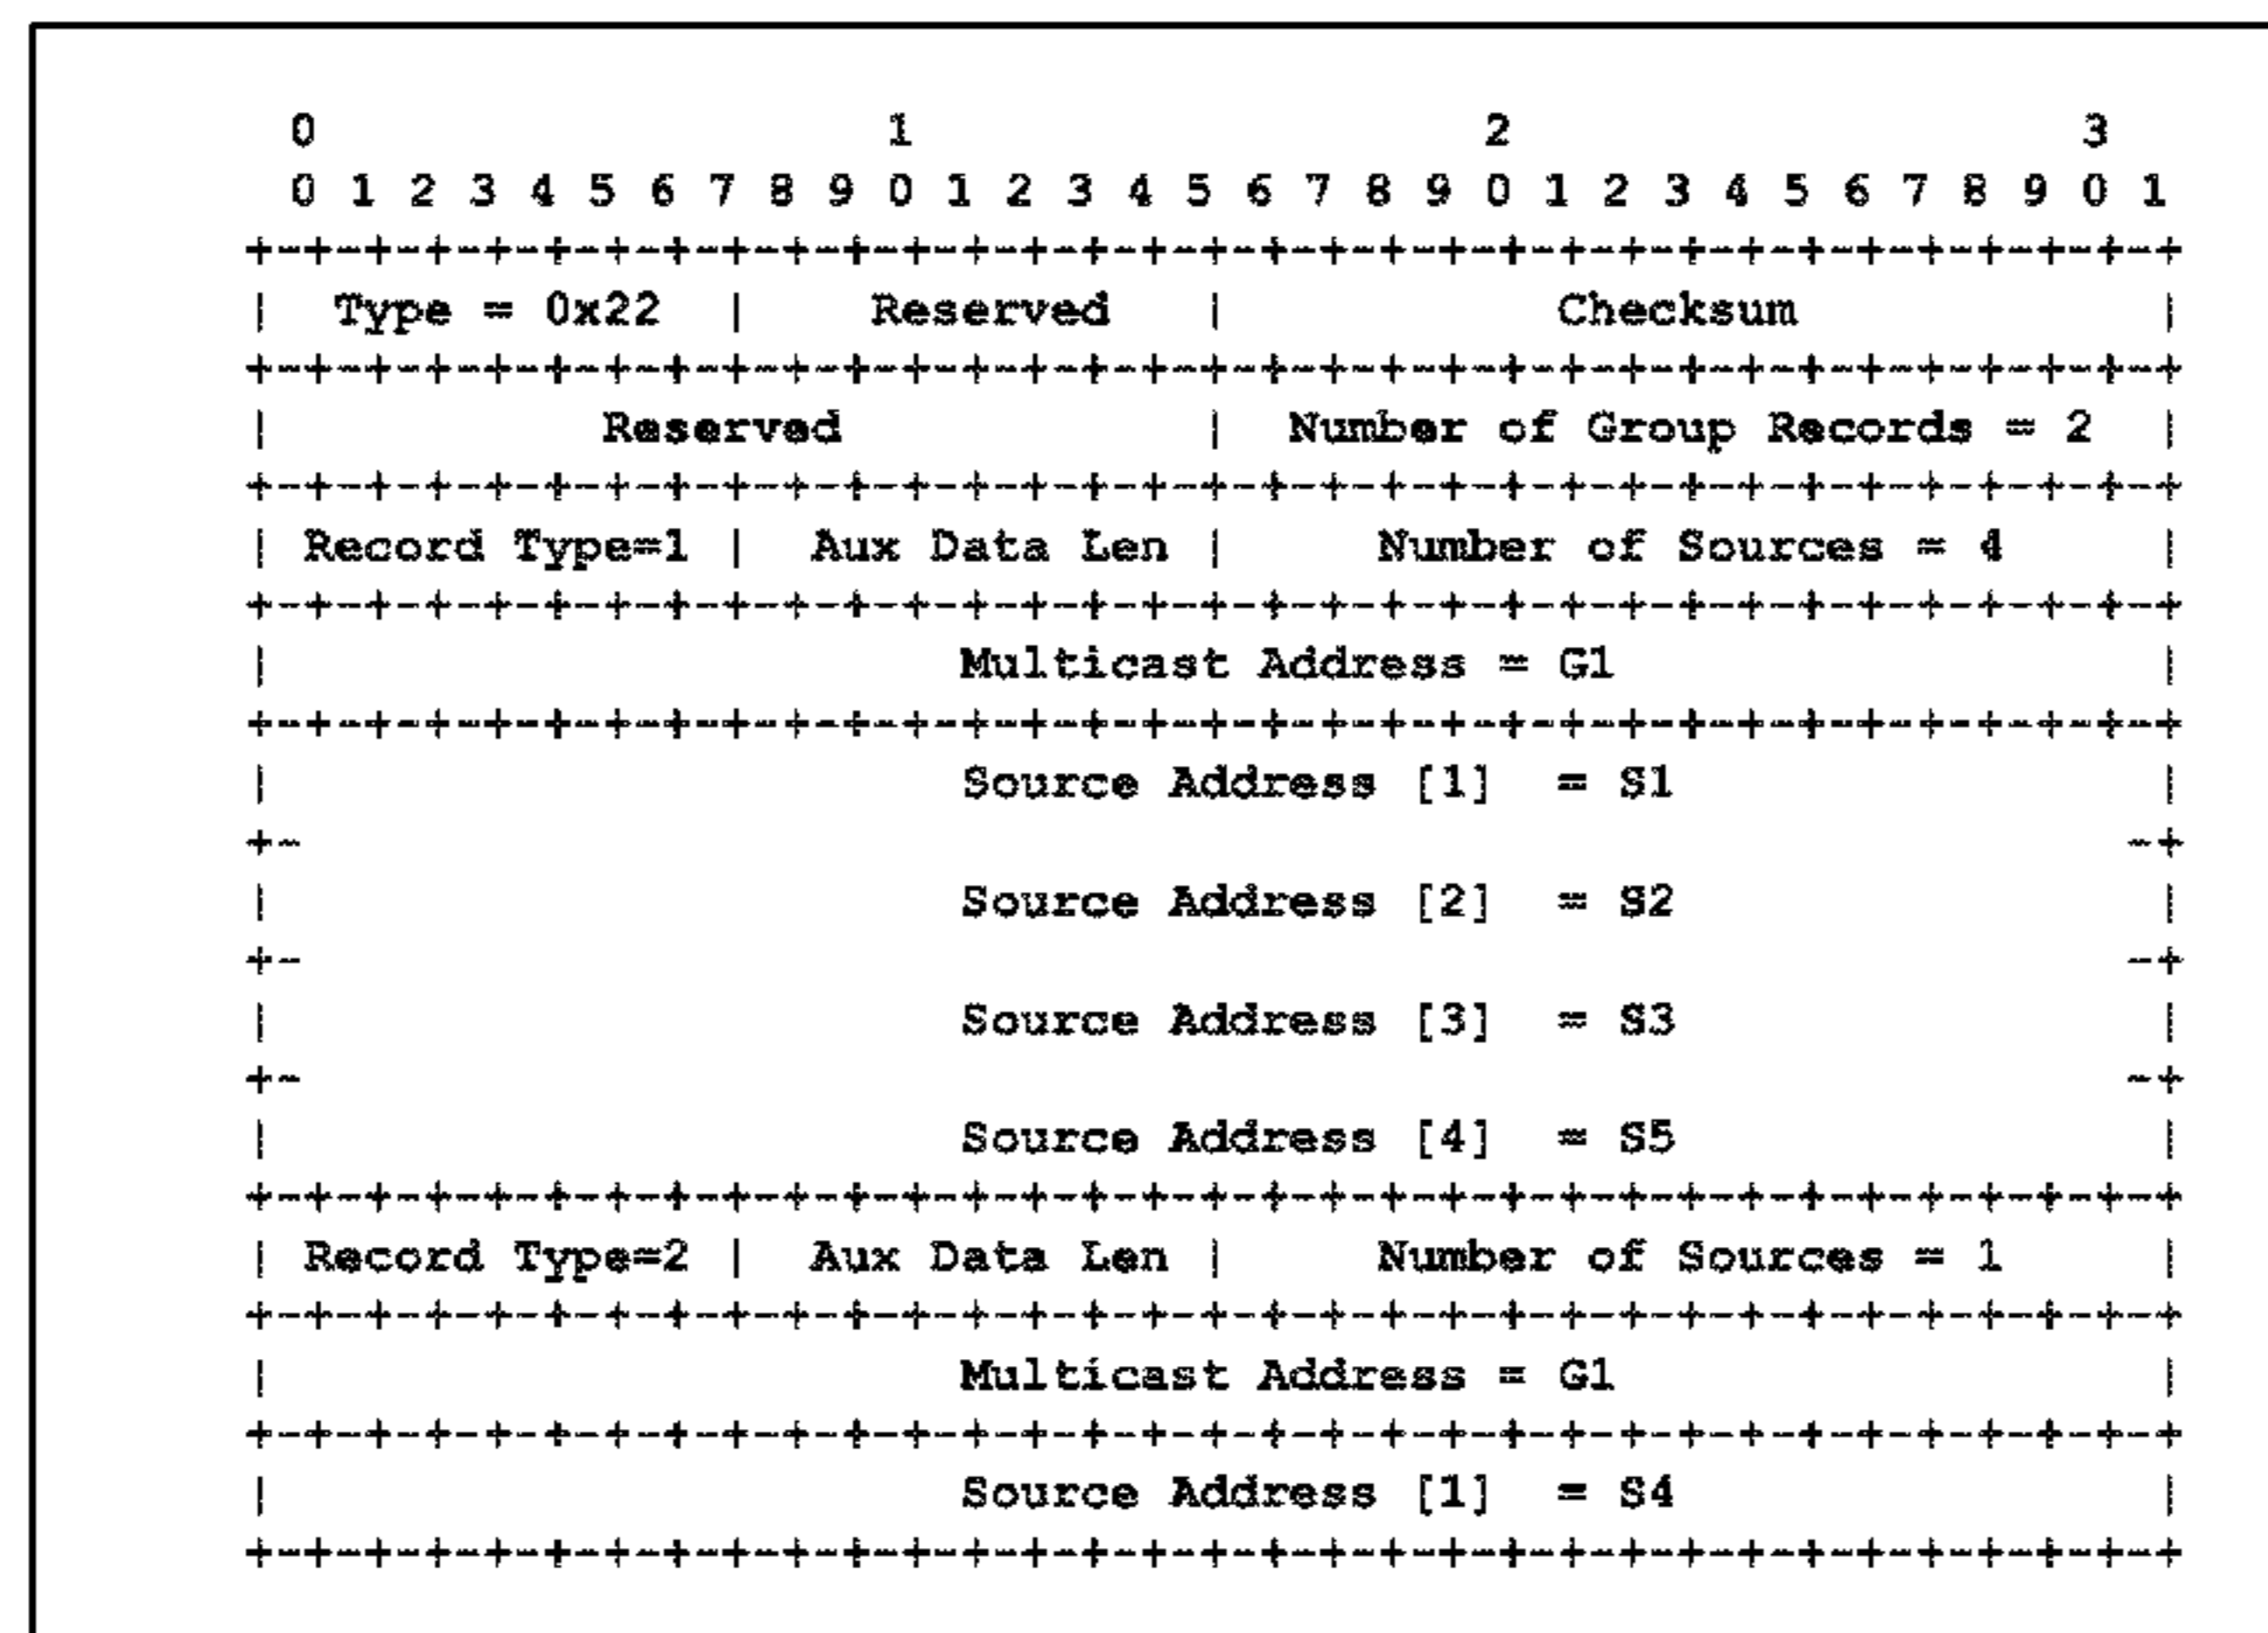 0                   1                   2                   3
0 1 2 3 4 5 6 7 8 9 0 1 2 3 4 5 6 7 8 9 0 1 2 3 4 5 6 7 8 9 0 1
+-+-+-+-+-+-+-+-+-+-+-+-+-+-+-+-+-+-+-+-+-+-+-+-+-+-+-+-+-+-+-+-+
|  Type = 0x22  |    Reserved   |           Checksum            |
+-+-+-+-+-+-+-+-+-+-+-+-+-+-+-+-+-+-+-+-+-+-+-+-+-+-+-+-+-+-+-+-+
|           Reserved            |  Number of Group Records = 2  |
+-+-+-+-+-+-+-+-+-+-+-+-+-+-+-+-+-+-+-+-+-+-+-+-+-+-+-+-+-+-+-+-+
| Record Type=1 |  Aux Data Len |     Number of Sources = 4     |
+-+-+-+-+-+-+-+-+-+-+-+-+-+-+-+-+-+-+-+-+-+-+-+-+-+-+-+-+-+-+-+-+
|                       Multicast Address = G1                  |
+-+-+-+-+-+-+-+-+-+-+-+-+-+-+-+-+-+-+-+-+-+-+-+-+-+-+-+-+-+-+-+-+
|                       Source Address [1]  = S1                |
+-                                                             -+
|                       Source Address [2]  = S2                |
+-                                                             -+
|                       Source Address [3]  = S3                |
+-                                                             -+
|                       Source Address [4]  = S5                |
+-+-+-+-+-+-+-+-+-+-+-+-+-+-+-+-+-+-+-+-+-+-+-+-+-+-+-+-+-+-+-+-+
| Record Type=2 |  Aux Data Len |     Number of Sources = 1     |
+-+-+-+-+-+-+-+-+-+-+-+-+-+-+-+-+-+-+-+-+-+-+-+-+-+-+-+-+-+-+-+-+
|                       Multicast Address = G1                  |
+-+-+-+-+-+-+-+-+-+-+-+-+-+-+-+-+-+-+-+-+-+-+-+-+-+-+-+-+-+-+-+-+
|                       Source Address [1]  = S4                |
+-+-+-+-+-+-+-+-+-+-+-+-+-+-+-+-+-+-+-+-+-+-+-+-+-+-+-+-+-+-+-+-+